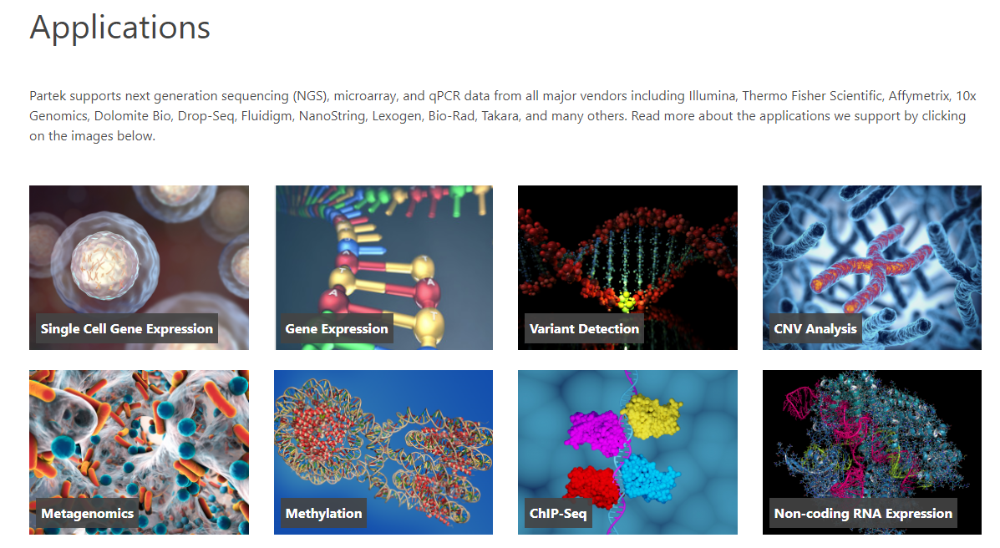 Applications
Partek supports next generation sequencing (NGS), microarray, and qPCR data from all major vendors including Illumina, Thermo Fisher Scientific, Affymetrix, 10x
Genomics, Dolomite Bio, Drop-Seq, Fluidigm, NanoString, Lexogen, Bio-Rad, Takara, and many others. Read more about the applications we support by clicking
on the images below.
Single Cell Gene Expression
Gene Expression
Variant Detection
CNV Analysis
Metagenomics
Methylation
ChIP-Seq
Non-coding RNA Expression